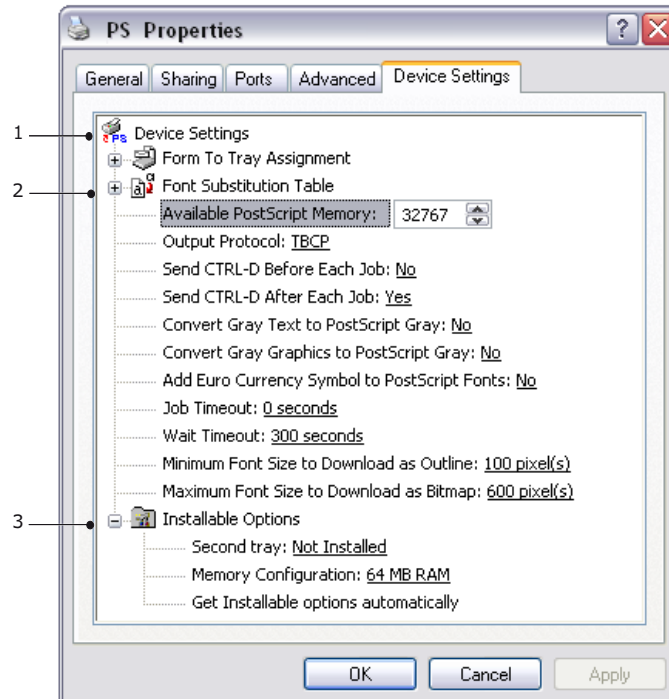 PS Properties
General Sharing Ports Advanced Device Settings
1 Device Settings
Form To Tray Assignment
2 Font Substitution Table
Available PostScript Memory: 32767
Output Protocol: TBCP
Send CTRL-D Before Each Job: No
Send CTRL-D After Each Job: Yes
Convert Gray Text to PostScript Gray: No
Convert Gray Graphics to PostScript Gray: No
Add Euro Currency Symbol to PostScript Fonts: No
Job Timeout: 0 seconds
Wait Timeout: 300 seconds
Minimum Font Size to Download as Outline: 100 pixel(s)
Maximum Font Size to Download as Bitmap: 600 pixel(s)
3 Installable Options
Second tray: Not Installed
Memory Configuration: 64 MB RAM
Get Installable options automatically
OK Cancel Apply